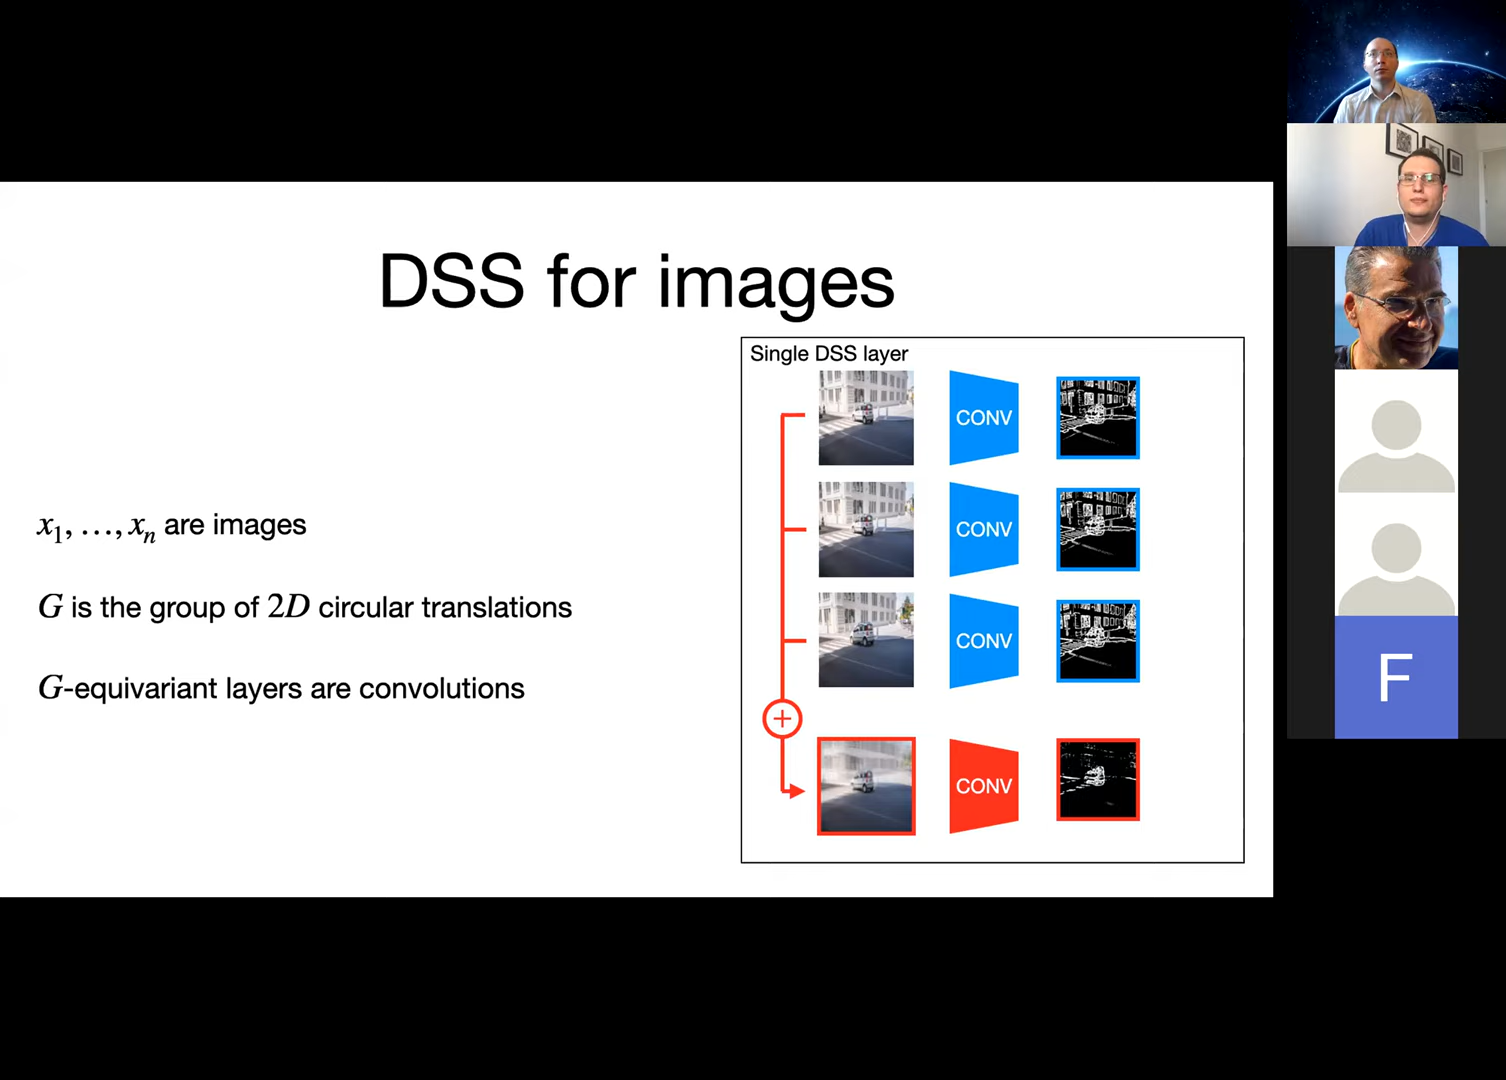 DSS for images
Single DSS layer
CONV
CONV
x₁, …, xₙ are images
G is the group of 2D circular translations
CONV
G-equivariant layers are convolutions
+
CONV
F